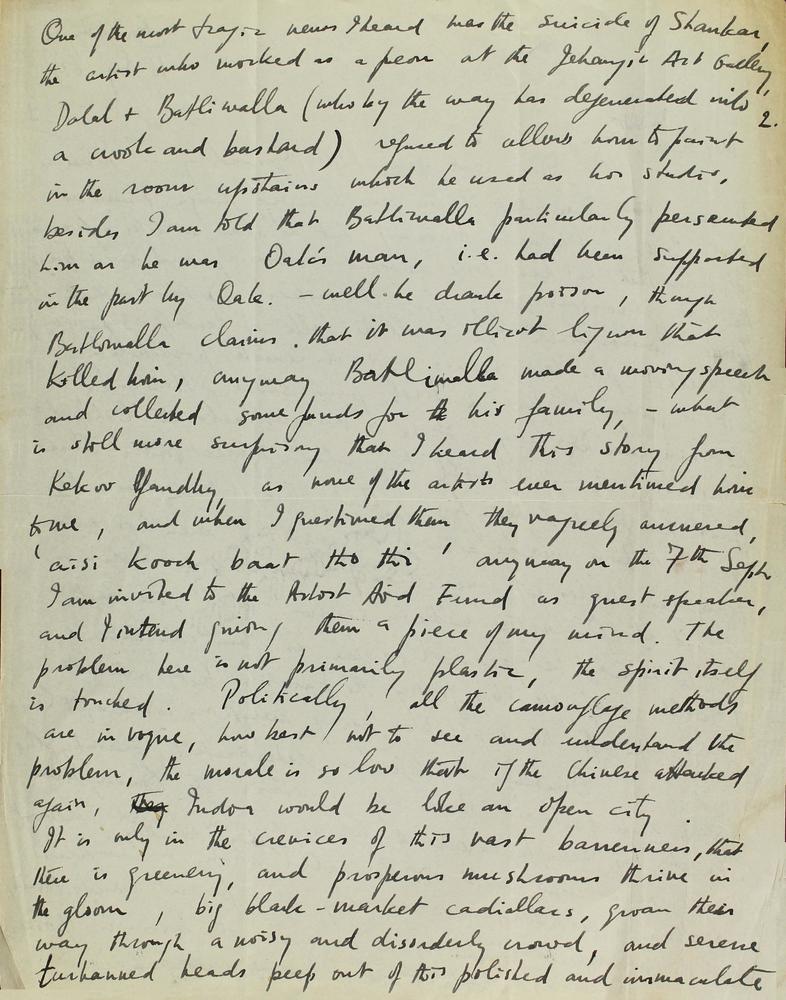 One of the most tragic news I heard was the suicide of Shankar,
the artist who worked as a peon at the Jehangir Art Gallery,
2.
Dalal + Batliwalla (who by the way has degenerated into
a crook and bastard) refused to allow him to paint
in the room upstairs which he used as his studio,
besides I am told that Batliwalla particularly persecuted
him as he was Oak's man, i.e. had been supported
in the past by Oak. – well he drank poison, though
Batliwalla claims that it was illicit liquor that
killed him, anyway Batliwalla made a moving speech
and collected some funds for his family, – what
is still more surprising that I heard this story from
Kekoo Gandhy, as none of the artists ever mentioned him
to me, and when I questioned them they vaguely answered,
'aisi kooch baat tho thi' anyway on the 7th Sept
I am invited to the Artist Aid Fund as guest speaker,
and I intend giving them a piece of my mind. The
problem here is not primarily plastic, the spirit itself
is touched. Politically, all the camouflage methods
are in vogue, how best not to see and understand the
problem, the morale is so low that if the Chinese attacked
again, India would be like an open city.
It is only in the crevices of this vast barrenness, that
there is greenery, and prosperous mushrooms thrive in
the gloom, big black-market cadiallacs, groan their
way through a noisy and disorderly crowd, and serene
turbanned heads peep out of this polished and immaculate